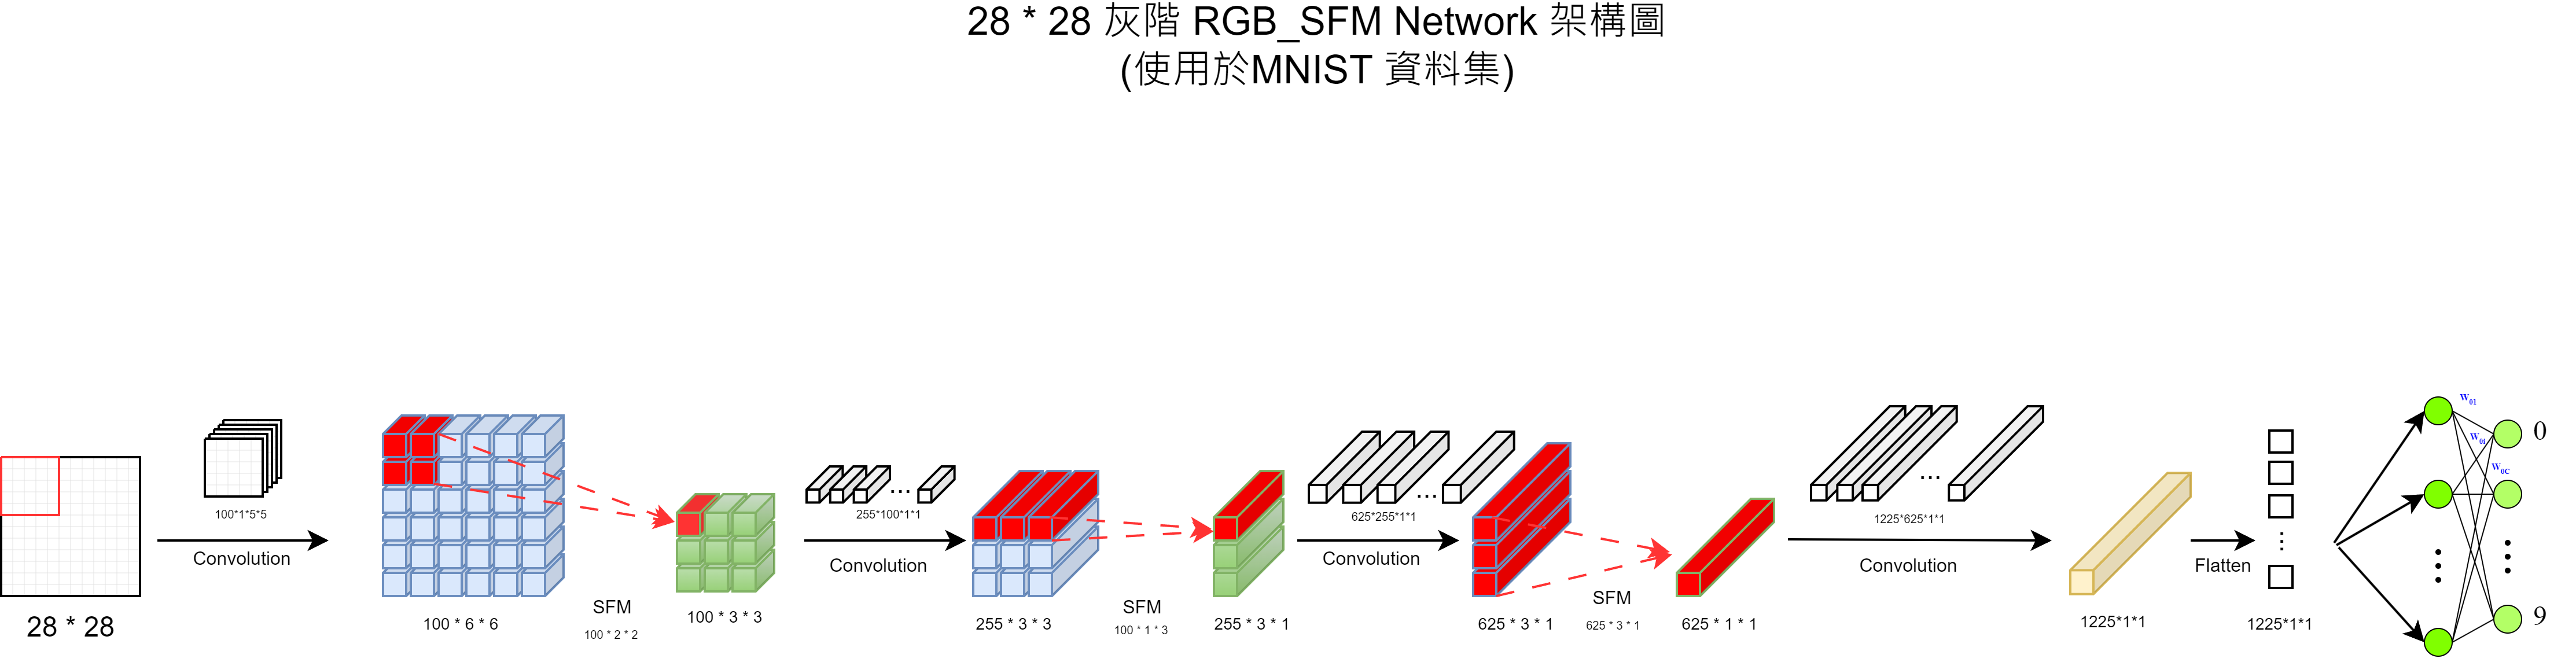 28 * 28 灰階 RGB_SFM Network 架構圖
(使用於MNIST 資料集)
28 * 28
100*1*5*5
Convolution
100 * 6 * 6
SFM
100 * 2 * 2
100 * 3 * 3
255*100*1*1
...
Convolution
255 * 3 * 3
SFM
100 * 1 * 3
255 * 3 * 1
625*255*1*1
...
Convolution
625 * 3 * 1
SFM
625 * 3 * 1
625 * 1 * 1
1225*625*1*1
...
Convolution
1225*1*1
Flatten
1225*1*1
W01
W0i
W0C
0
9